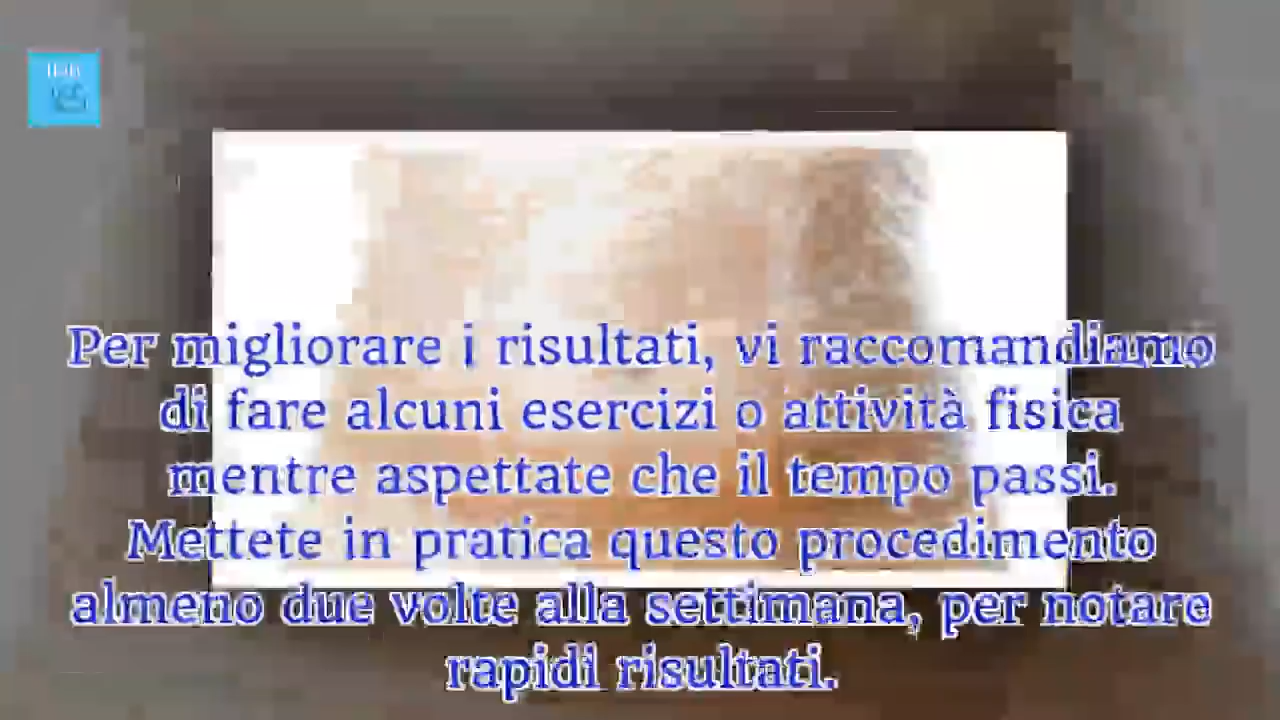 Per migliorare i risultati, vi raccomandiamo
di fare alcuni esercizi o attività fisica
mentre aspettate che il tempo passi.
Mettete in pratica questo procedimento
almeno due volte alla settimana, per notare
rapidi risultati.